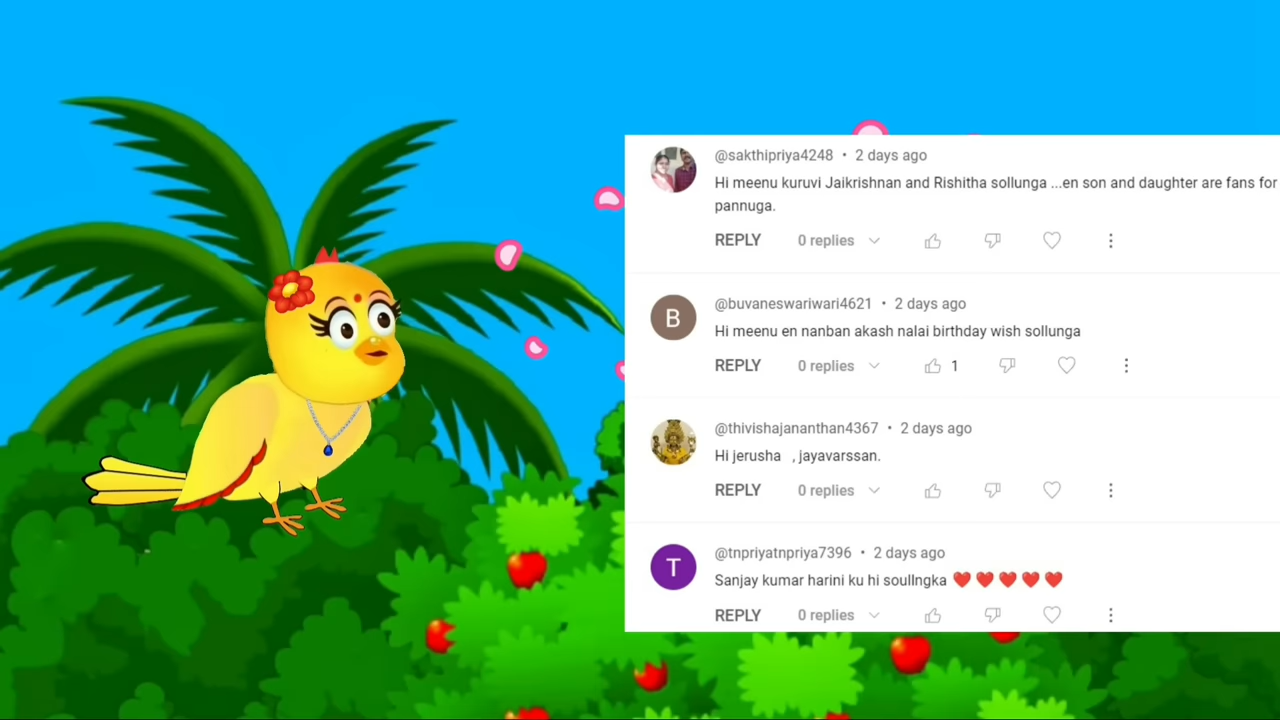 @sakthipriya4248 • 2 days ago
Hi meenu kuruvi Jaikrishnan and Rishitha sollunga ...en son and daughter are fans for
pannuga.
REPLY 0 replies
B
@buvaneswariwari4621 • 2 days ago
Hi meenu en nanban akash nalai birthday wish sollunga
REPLY 0 replies 1
@thivishajananthan4367 • 2 days ago
Hi jerusha , jayavarssan.
REPLY 0 replies
T
@tnpriyatnpriya7396 • 2 days ago
Sanjay kumar harini ku hi soullngka ❤️❤️❤️❤️❤️
REPLY 0 replies